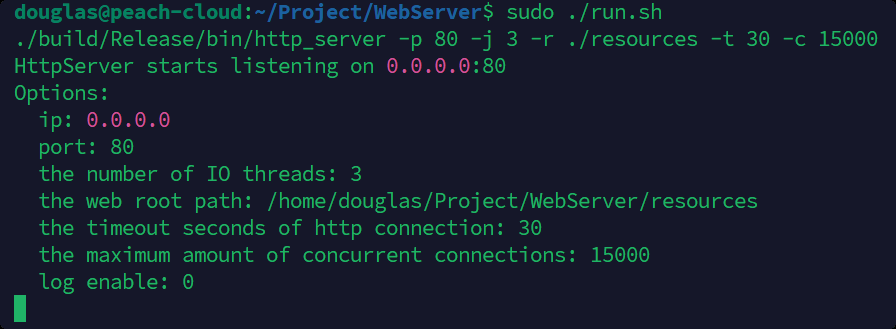 douglas@peach-cloud:~/Project/WebServer$ sudo ./run.sh
./build/Release/bin/http_server -p 80 -j 3 -r ./resources -t 30 -c 15000
HttpServer starts listening on 0.0.0.0:80
Options:
  ip: 0.0.0.0
  port: 80
  the number of IO threads: 3
  the web root path: /home/douglas/Project/WebServer/resources
  the timeout seconds of http connection: 30
  the maximum amount of concurrent connections: 15000
  log enable: 0